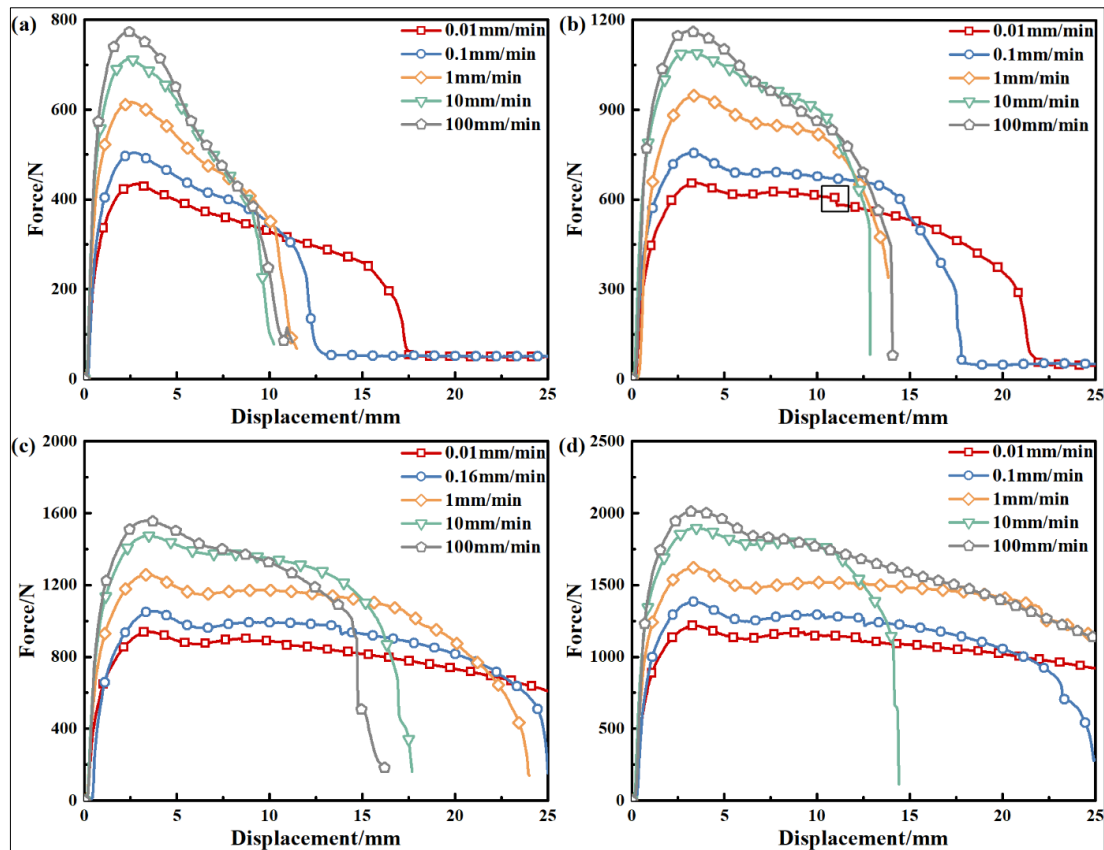 (a)
800
600
400
200
0
Force/N
0 5 10 15 20 25
Displacement/mm
0.01mm/min
0.1mm/min
1mm/min
10mm/min
100mm/min
(b)
1200
900
600
300
0
Force/N
0 5 10 15 20 25
Displacement/mm
0.01mm/min
0.1mm/min
1mm/min
10mm/min
100mm/min
(c)
2000
1600
1200
800
400
0
Force/N
0 5 10 15 20 25
Displacement/mm
0.01mm/min
0.16mm/min
1mm/min
10mm/min
100mm/min
(d)
2500
2000
1500
1000
500
0
Force/N
0 5 10 15 20 25
Displacement/mm
0.01mm/min
0.1mm/min
1mm/min
10mm/min
100mm/min